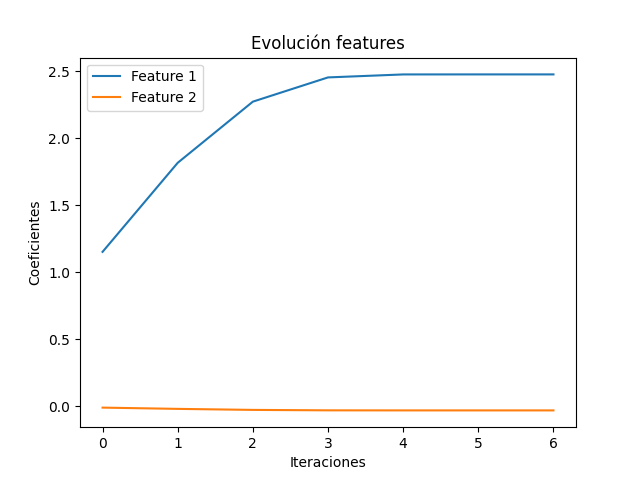 Evolución features
Feature 1
Feature 2
Coeficientes
2.5
2.0
1.5
1.0
0.5
0.0
0 1 2 3 4 5 6
Iteraciones